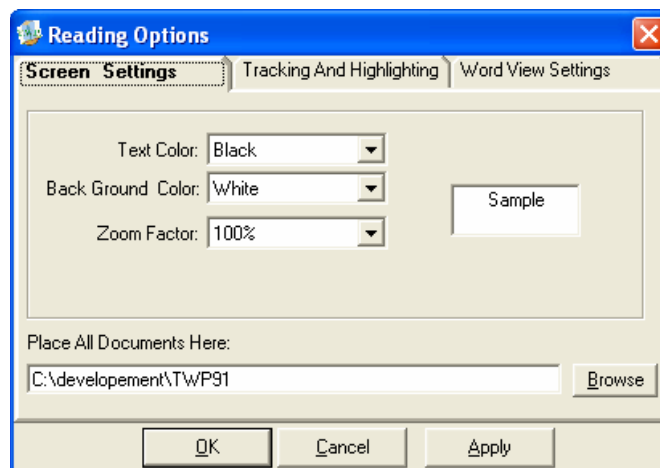 Reading Options
Screen Settings Tracking And Highlighting Word View Settings
Text Color: Black
Back Ground Color: White
Sample
Zoom Factor: 100%
Place All Documents Here:
C:\developement\TWP91 Browse
OK Cancel Apply